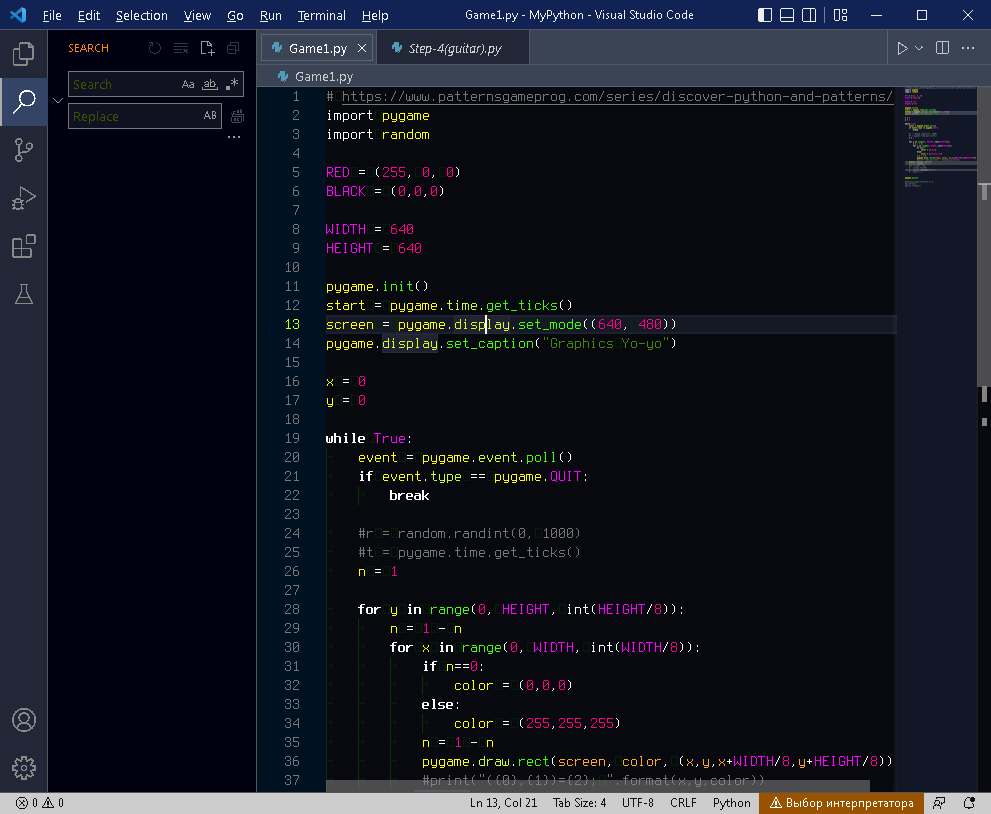 File Edit Selection View Go Run Terminal Help Game1.py - MyPython - Visual Studio Code
SEARCH
Search Aa ab .*
Replace AB
...
Game1.py Step-4(guitar).py
Game1.py
1 # https://www.patternsgameprog.com/series/discover-python-and-patterns/
2 import pygame
3 import random
4
5 RED = (255, 0, 0)
6 BLACK = (0,0,0)
7
8 WIDTH = 640
9 HEIGHT = 640
10
11 pygame.init()
12 start = pygame.time.get_ticks()
13 screen = pygame.display.set_mode((640, 480))
14 pygame.display.set_caption("Graphics Yo-yo")
15
16 x = 0
17 y = 0
18
19 while True:
20 event = pygame.event.poll()
21 if event.type == pygame.QUIT:
22 break
23
24 #r = random.randint(0, 1000)
25 #t = pygame.time.get_ticks()
26 n = 1
27
28 for y in range(0, HEIGHT, int(HEIGHT/8)):
29 n = 1 - n
30 for x in range(0, WIDTH, int(WIDTH/8)):
31 if n==0:
32 color = (0,0,0)
33 else:
34 color = (255,255,255)
35 n = 1 - n
36 pygame.draw.rect(screen, color, (x,y,x+WIDTH/8,y+HEIGHT/8))
37 #print("({0},{1})={2}; ".format(x,y,color))
0 0 Ln 13, Col 21 Tab Size: 4 UTF-8 CRLF Python Выбор интерпретатора